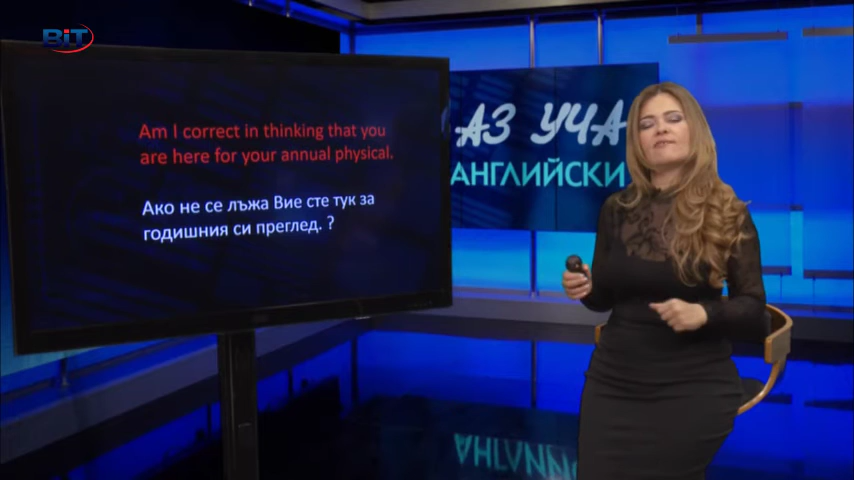 BiT
Am I correct in thinking that you
are here for your annual physical.
Ако не се лъжа Вие сте тук за
годишния си преглед. ?
АЗ УЧА
АНГЛИЙСКИ